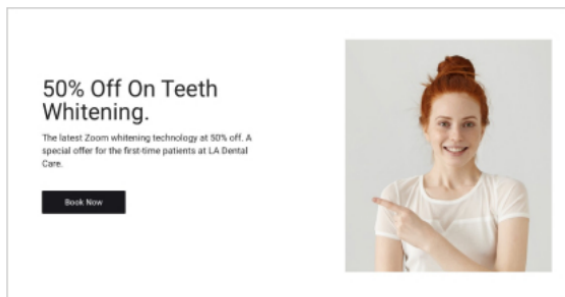 50% Off On Teeth
Whitening.
The latest Zoom whitening technology at 50% off. A
special offer for the first-time patients at LA Dental
Care.
Book Now